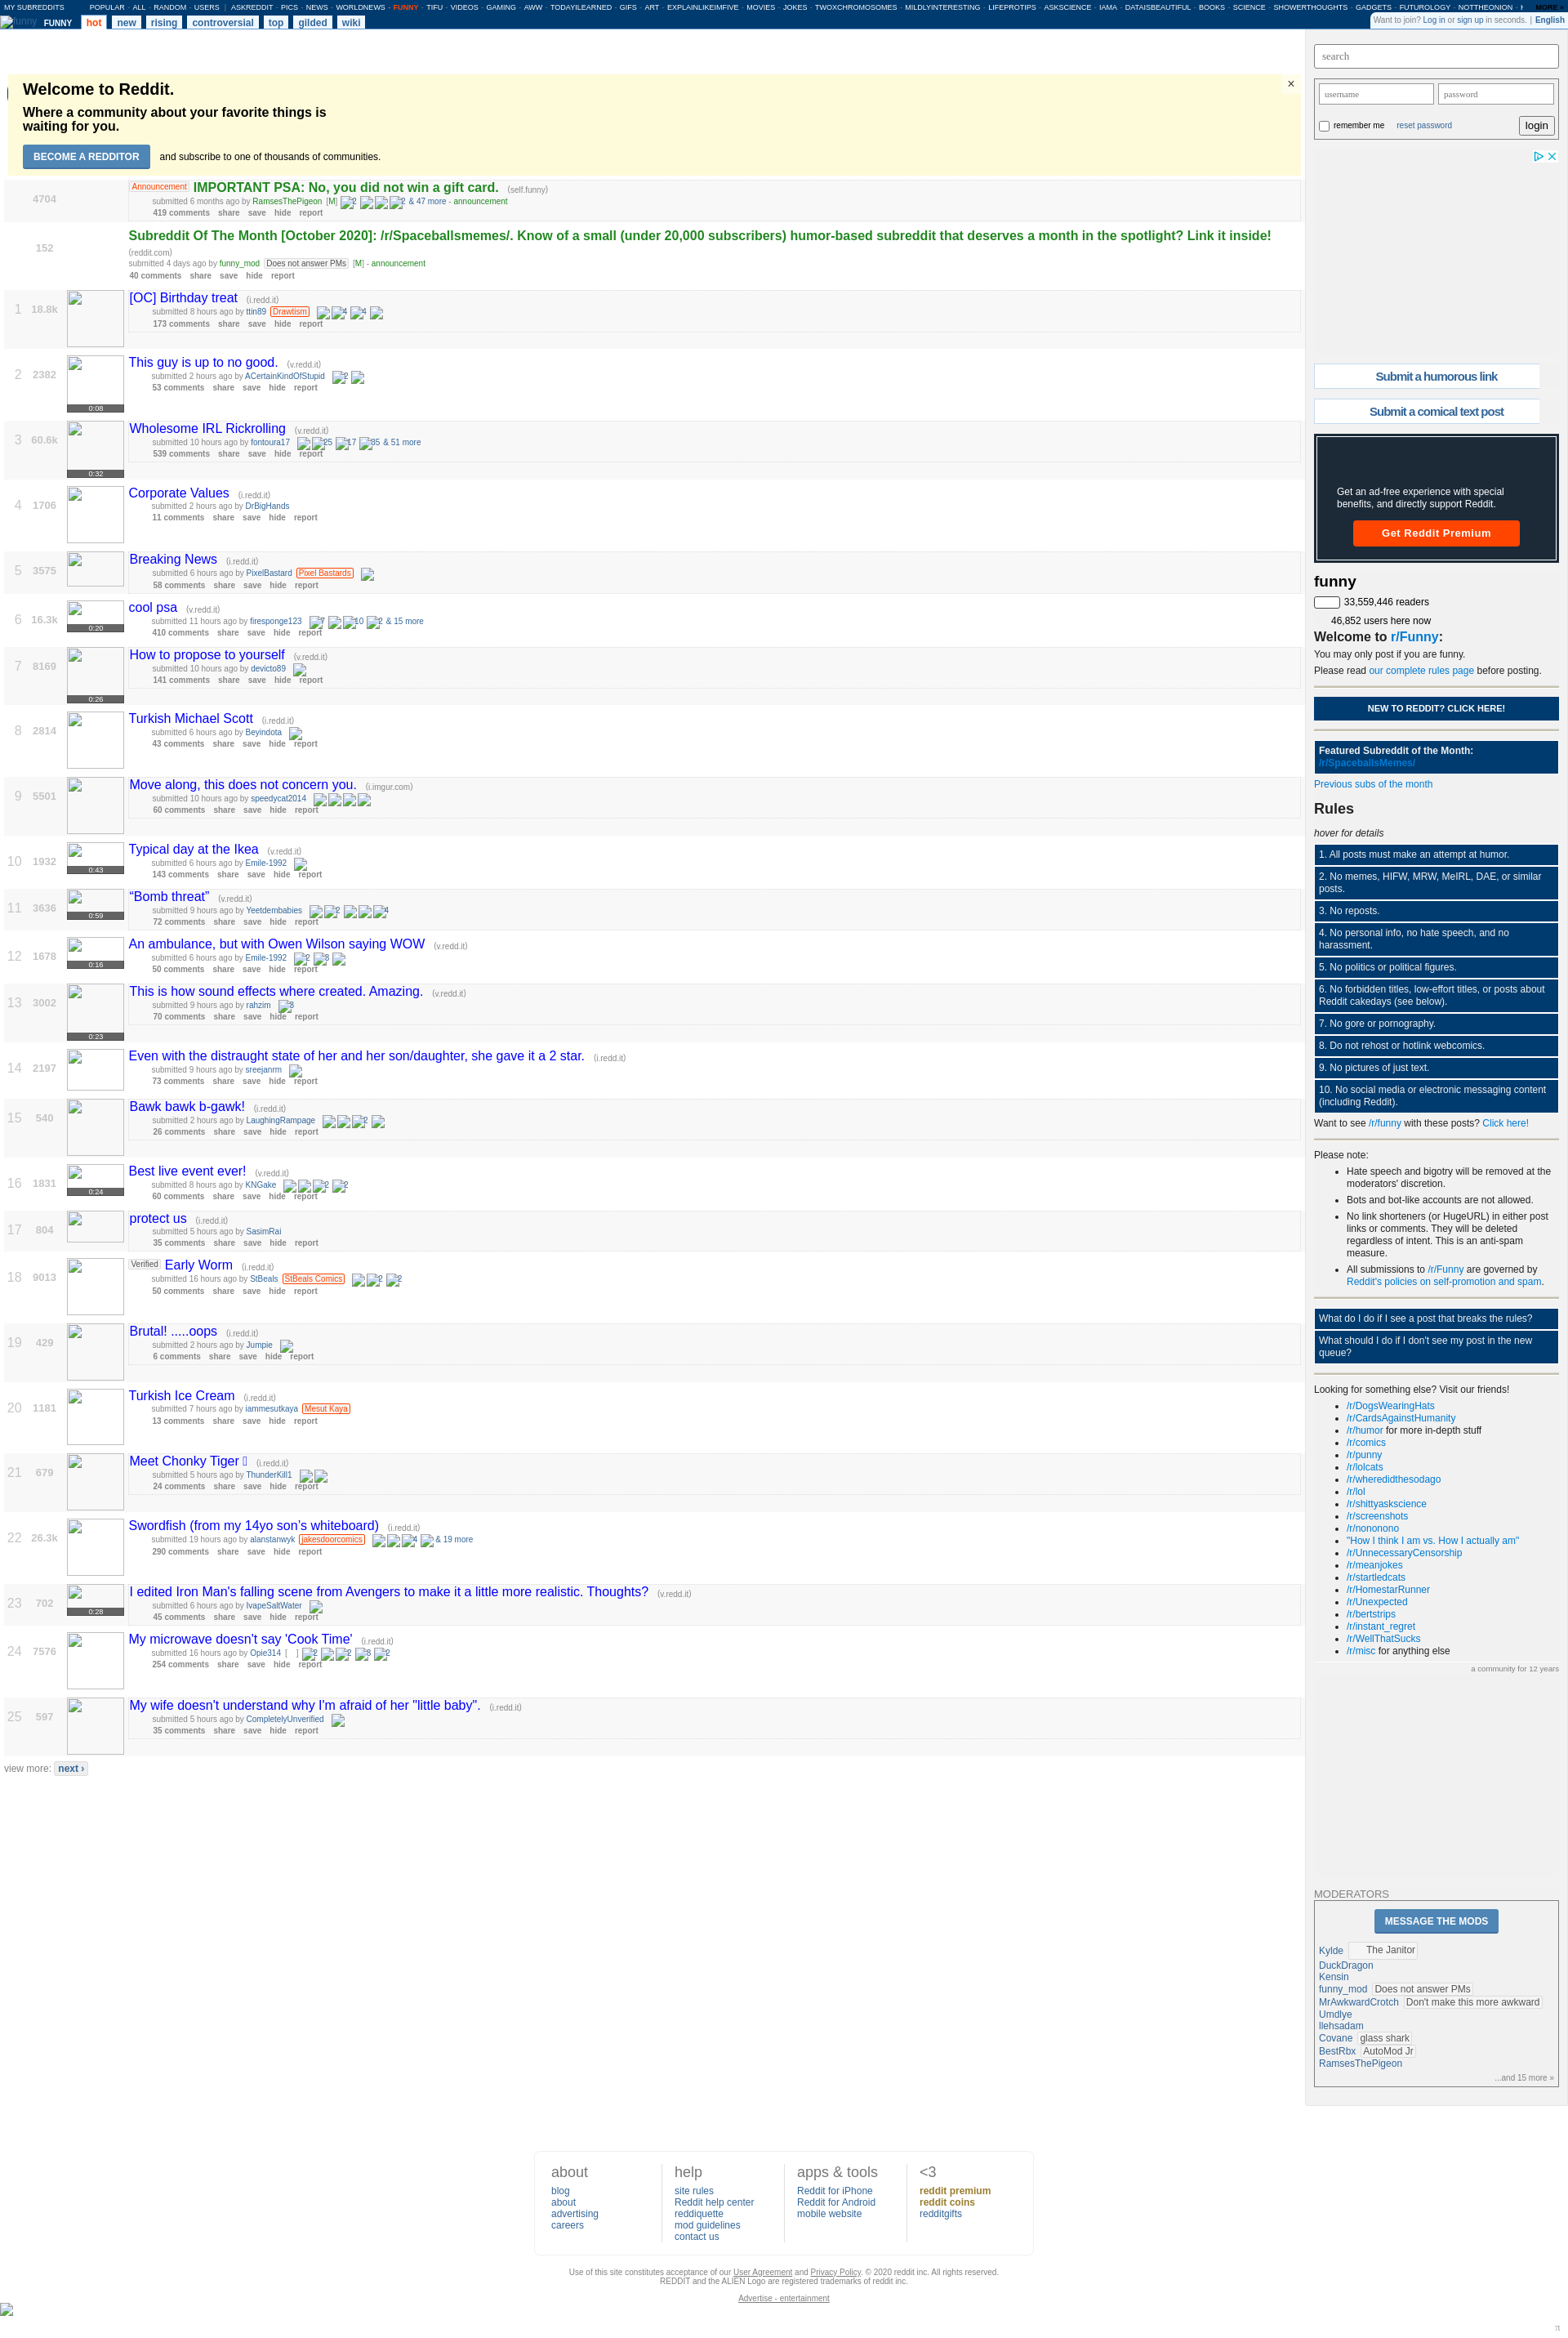 MY SUBREDDITS POPULAR - ALL - RANDOM - USERS | ASKREDDIT - PICS - NEWS - WORLDNEWS - FUNNY - TIFU - VIDEOS - GAMING - AWW - TODAYILEARNED - GIFS - ART - EXPLAINLIKEIMFIVE - MOVIES - JOKES - TWOXCHROMOSOMES - MILDLYINTERESTING - LIFEPROTIPS - ASKSCIENCE - IAMA - DATAISBEAUTIFUL - BOOKS - SCIENCE - SHOWERTHOUGHTS - GADGETS - FUTUROLOGY - NOTTHEONION MORE »
funny FUNNY hot new rising controversial top gilded wiki
Want to join? Log in or sign up in seconds. | English
Welcome to Reddit.
Where a community about your favorite things is
waiting for you.
BECOME A REDDITOR and subscribe to one of thousands of communities.
×
4704
Announcement IMPORTANT PSA: No, you did not win a gift card. (self.funny)
submitted 6 months ago by RamsesThePigeon [M] 2 2 & 47 more - announcement
419 comments share save hide report
152
Subreddit Of The Month [October 2020]: /r/Spaceballsmemes/. Know of a small (under 20,000 subscribers) humor-based subreddit that deserves a month in the spotlight? Link it inside!
(reddit.com)
submitted 4 days ago by funny_mod Does not answer PMs [M] - announcement
40 comments share save hide report
1 18.8k
[OC] Birthday treat (i.redd.it)
submitted 8 hours ago by ttin89 Drawtism 4 4
173 comments share save hide report
2 2382
0:08
This guy is up to no good. (v.redd.it)
submitted 2 hours ago by ACertainKindOfStupid 2
53 comments share save hide report
3 60.6k
0:32
Wholesome IRL Rickrolling (v.redd.it)
submitted 10 hours ago by fontoura17 25 17 85 & 51 more
539 comments share save hide report
4 1706
Corporate Values (i.redd.it)
submitted 2 hours ago by DrBigHands
11 comments share save hide report
5 3575
Breaking News (i.redd.it)
submitted 6 hours ago by PixelBastard Pixel Bastards
58 comments share save hide report
6 16.3k
0:20
cool psa (v.redd.it)
submitted 11 hours ago by firesponge123 7 10 2 & 15 more
410 comments share save hide report
7 8169
0:26
How to propose to yourself (v.redd.it)
submitted 10 hours ago by devicto89
141 comments share save hide report
8 2814
Turkish Michael Scott (i.redd.it)
submitted 6 hours ago by Beyindota
43 comments share save hide report
9 5501
Move along, this does not concern you. (i.imgur.com)
submitted 10 hours ago by speedycat2014
60 comments share save hide report
10 1932
0:43
Typical day at the Ikea (v.redd.it)
submitted 6 hours ago by Emile-1992
143 comments share save hide report
11 3636
0:59
“Bomb threat” (v.redd.it)
submitted 9 hours ago by Yeetdembabies 2 4
72 comments share save hide report
12 1678
0:16
An ambulance, but with Owen Wilson saying WOW (v.redd.it)
submitted 6 hours ago by Emile-1992 2 3
50 comments share save hide report
13 3002
0:23
This is how sound effects where created. Amazing. (v.redd.it)
submitted 9 hours ago by rahzim 3
70 comments share save hide report
14 2197
Even with the distraught state of her and her son/daughter, she gave it a 2 star. (i.redd.it)
submitted 9 hours ago by sreejanrm
73 comments share save hide report
15 540
Bawk bawk b-gawk! (i.redd.it)
submitted 2 hours ago by LaughingRampage 2
26 comments share save hide report
16 1831
0:24
Best live event ever! (v.redd.it)
submitted 8 hours ago by KNGake 2 2
60 comments share save hide report
17 804
protect us (i.redd.it)
submitted 5 hours ago by SasimRai
35 comments share save hide report
18 9013
Verified Early Worm (i.redd.it)
submitted 16 hours ago by StBeals StBeals Comics 2 2
50 comments share save hide report
19 429
Brutal! .....oops (i.redd.it)
submitted 2 hours ago by Jumpie
6 comments share save hide report
20 1181
Turkish Ice Cream (i.redd.it)
submitted 7 hours ago by iammesutkaya Mesut Kaya
13 comments share save hide report
21 679
Meet Chonky Tiger (i.redd.it)
submitted 5 hours ago by ThunderKill1
24 comments share save hide report
22 26.3k
Swordfish (from my 14yo son’s whiteboard) (i.redd.it)
submitted 19 hours ago by alanstanwyk jakesdoorcomics 4 & 19 more
290 comments share save hide report
23 702
0:28
I edited Iron Man's falling scene from Avengers to make it a little more realistic. Thoughts? (v.redd.it)
submitted 6 hours ago by IvapeSaltWater
45 comments share save hide report
24 7576
My microwave doesn't say 'Cook Time' (i.redd.it)
submitted 16 hours ago by Opie314 [ ] 2 2 3 2
254 comments share save hide report
25 597
My wife doesn't understand why I'm afraid of her "little baby". (i.redd.it)
submitted 5 hours ago by CompletelyUnverified
35 comments share save hide report
view more: next ›
search
username password
remember me reset password login
Submit a humorous link
Submit a comical text post
Get an ad-free experience with special
benefits, and directly support Reddit.
Get Reddit Premium
funny
33,559,446 readers
46,852 users here now
Welcome to r/Funny:
You may only post if you are funny.
Please read our complete rules page before posting.
NEW TO REDDIT? CLICK HERE!
Featured Subreddit of the Month:
/r/SpaceballsMemes/
Previous subs of the month
Rules
hover for details
1. All posts must make an attempt at humor.
2. No memes, HIFW, MRW, MeIRL, DAE, or similar
posts.
3. No reposts.
4. No personal info, no hate speech, and no
harassment.
5. No politics or political figures.
6. No forbidden titles, low-effort titles, or posts about
Reddit cakedays (see below).
7. No gore or pornography.
8. Do not rehost or hotlink webcomics.
9. No pictures of just text.
10. No social media or electronic messaging content
(including Reddit).
Want to see /r/funny with these posts? Click here!
Please note:
• Hate speech and bigotry will be removed at the
moderators' discretion.
• Bots and bot-like accounts are not allowed.
• No link shorteners (or HugeURL) in either post
links or comments. They will be deleted
regardless of intent. This is an anti-spam
measure.
• All submissions to /r/Funny are governed by
Reddit's policies on self-promotion and spam.
What do I do if I see a post that breaks the rules?
What should I do if I don't see my post in the new
queue?
Looking for something else? Visit our friends!
• /r/DogsWearingHats
• /r/CardsAgainstHumanity
• /r/humor for more in-depth stuff
• /r/comics
• /r/punny
• /r/lolcats
• /r/wheredidthesodago
• /r/lol
• /r/shittyaskscience
• /r/screenshots
• /r/nononono
• "How I think I am vs. How I actually am"
• /r/UnnecessaryCensorship
• /r/meanjokes
• /r/startledcats
• /r/HomestarRunner
• /r/Unexpected
• /r/bertstrips
• /r/instant_regret
• /r/WellThatSucks
• /r/misc for anything else
a community for 12 years
MODERATORS
MESSAGE THE MODS
Kylde The Janitor
DuckDragon
Kensin
funny_mod Does not answer PMs
MrAwkwardCrotch Don't make this more awkward
Umdlye
llehsadam
Covane glass shark
BestRbx AutoMod Jr
RamsesThePigeon
...and 15 more »
about
blog
about
advertising
careers
help
site rules
Reddit help center
reddiquette
mod guidelines
contact us
apps & tools
Reddit for iPhone
Reddit for Android
mobile website
<3
reddit premium
reddit coins
redditgifts
Use of this site constitutes acceptance of our User Agreement and Privacy Policy. © 2020 reddit inc. All rights reserved.
REDDIT and the ALIEN Logo are registered trademarks of reddit inc.
Advertise - entertainment
π